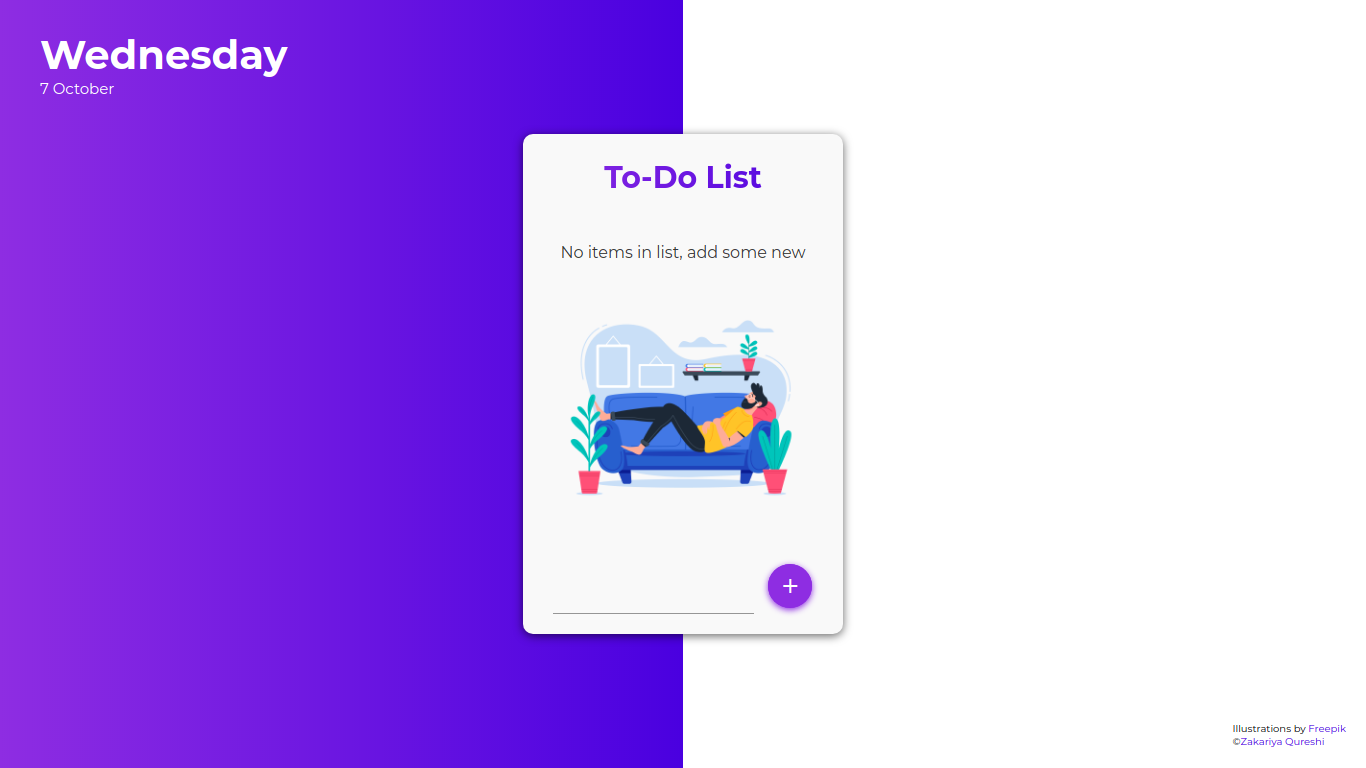 Wednesday
7 October
To-Do List
No items in list, add some new
+
Illustrations by Freepik
©Zakariya Qureshi